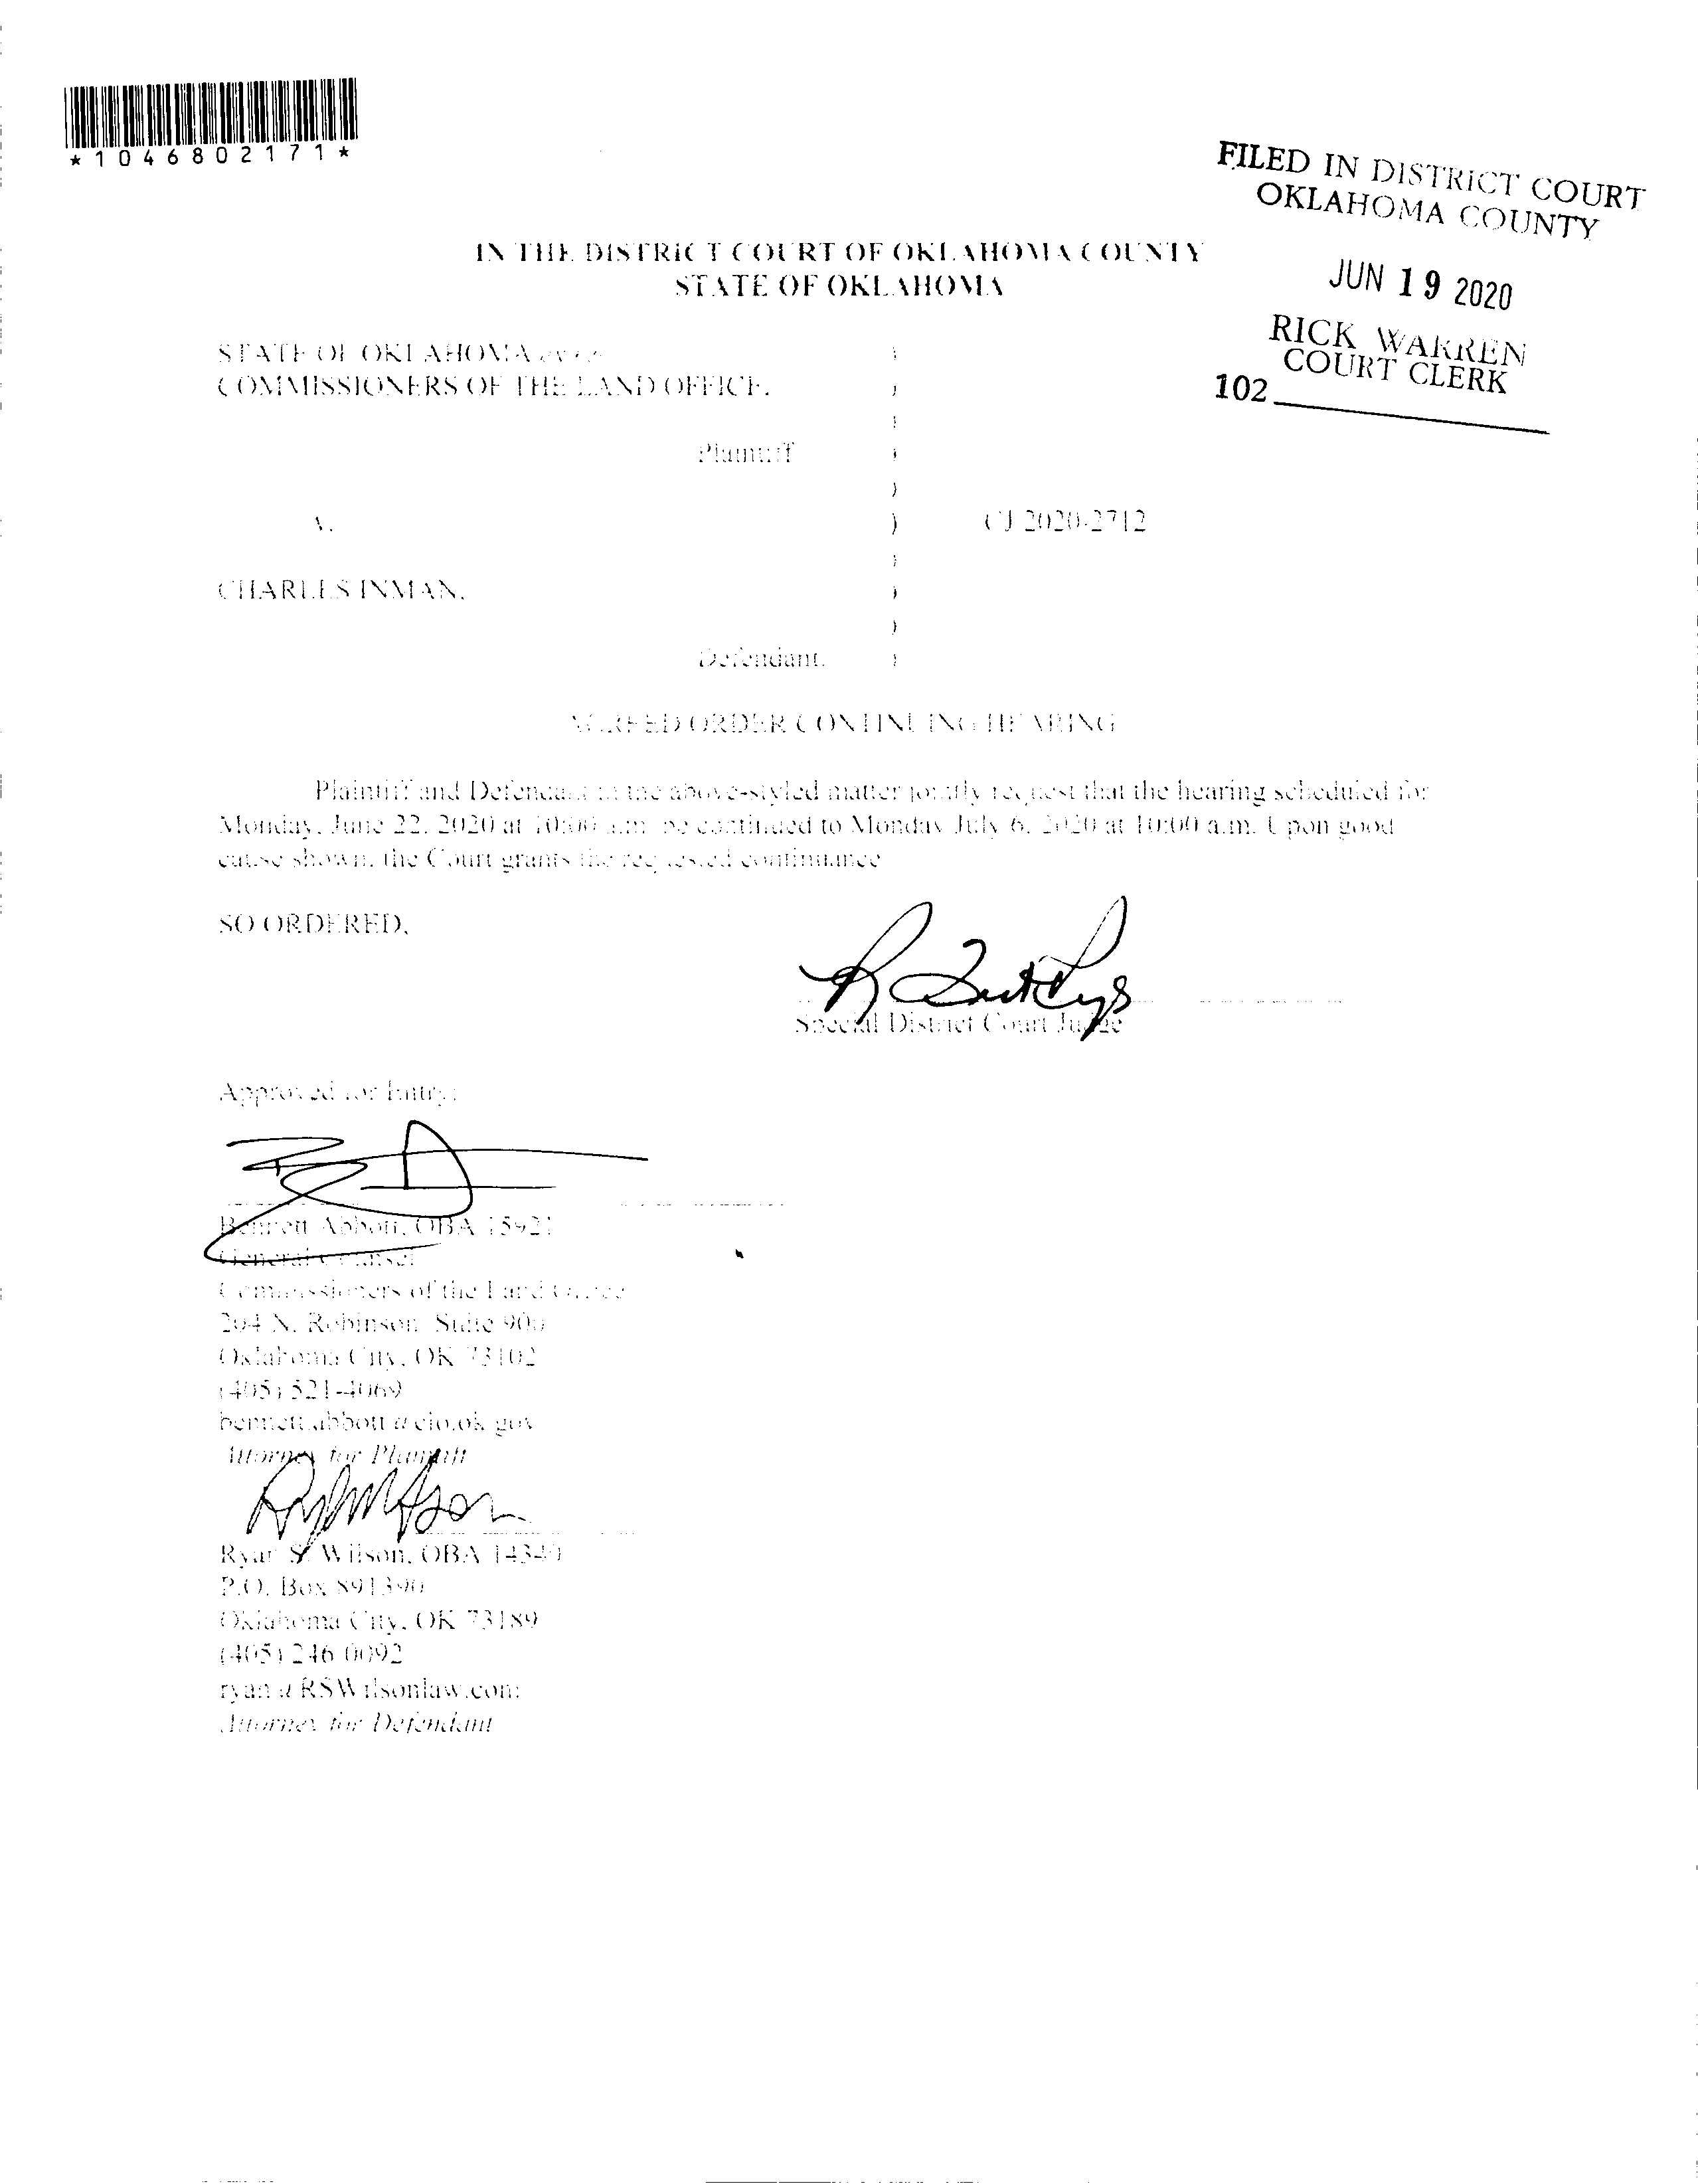 *1046802171*
FILED IN DISTRICT COURT
OKLAHOMA COUNTY
JUN 19 2020
RICK WARREN
COURT CLERK
102
IN THE DISTRICT COURT OF OKLAHOMA COUNTY
STATE OF OKLAHOMA
STATE OF OKLAHOMA
)
COMMISSIONERS OF THE LAND OFFICE,
)
)
Plaintiff
)
)
v.
)
CJ 2020-2712
)
CHARLES INMAN,
)
)
Defendant.
)
AGREED ORDER CONTINUING HEARING
Plaintiff and Defendant in the above-styled matter jointly request that the hearing scheduled for
Monday, June 22, 2020 at 10:00 a.m. be continued to Monday July 6, 2020 at 10:00 a.m. Upon good
cause shown, the Court grants the requested continuance
SO ORDERED,
Special District Court Judge
Approved for Entry:
Bennett Abbott, OBA 15921
General Counsel
Commissioners of the Land Office
204 N. Robinson, Suite 900
Oklahoma City, OK 73102
(405) 521-4069
bennett.abbott@clo.ok.gov
Attorney for Plaintiff
Ryan S. Wilson, OBA 14340
P.O. Box 891390
Oklahoma City, OK 73189
(405) 246 0092
ryan@RSWilsonlaw.com
Attorney for Defendant